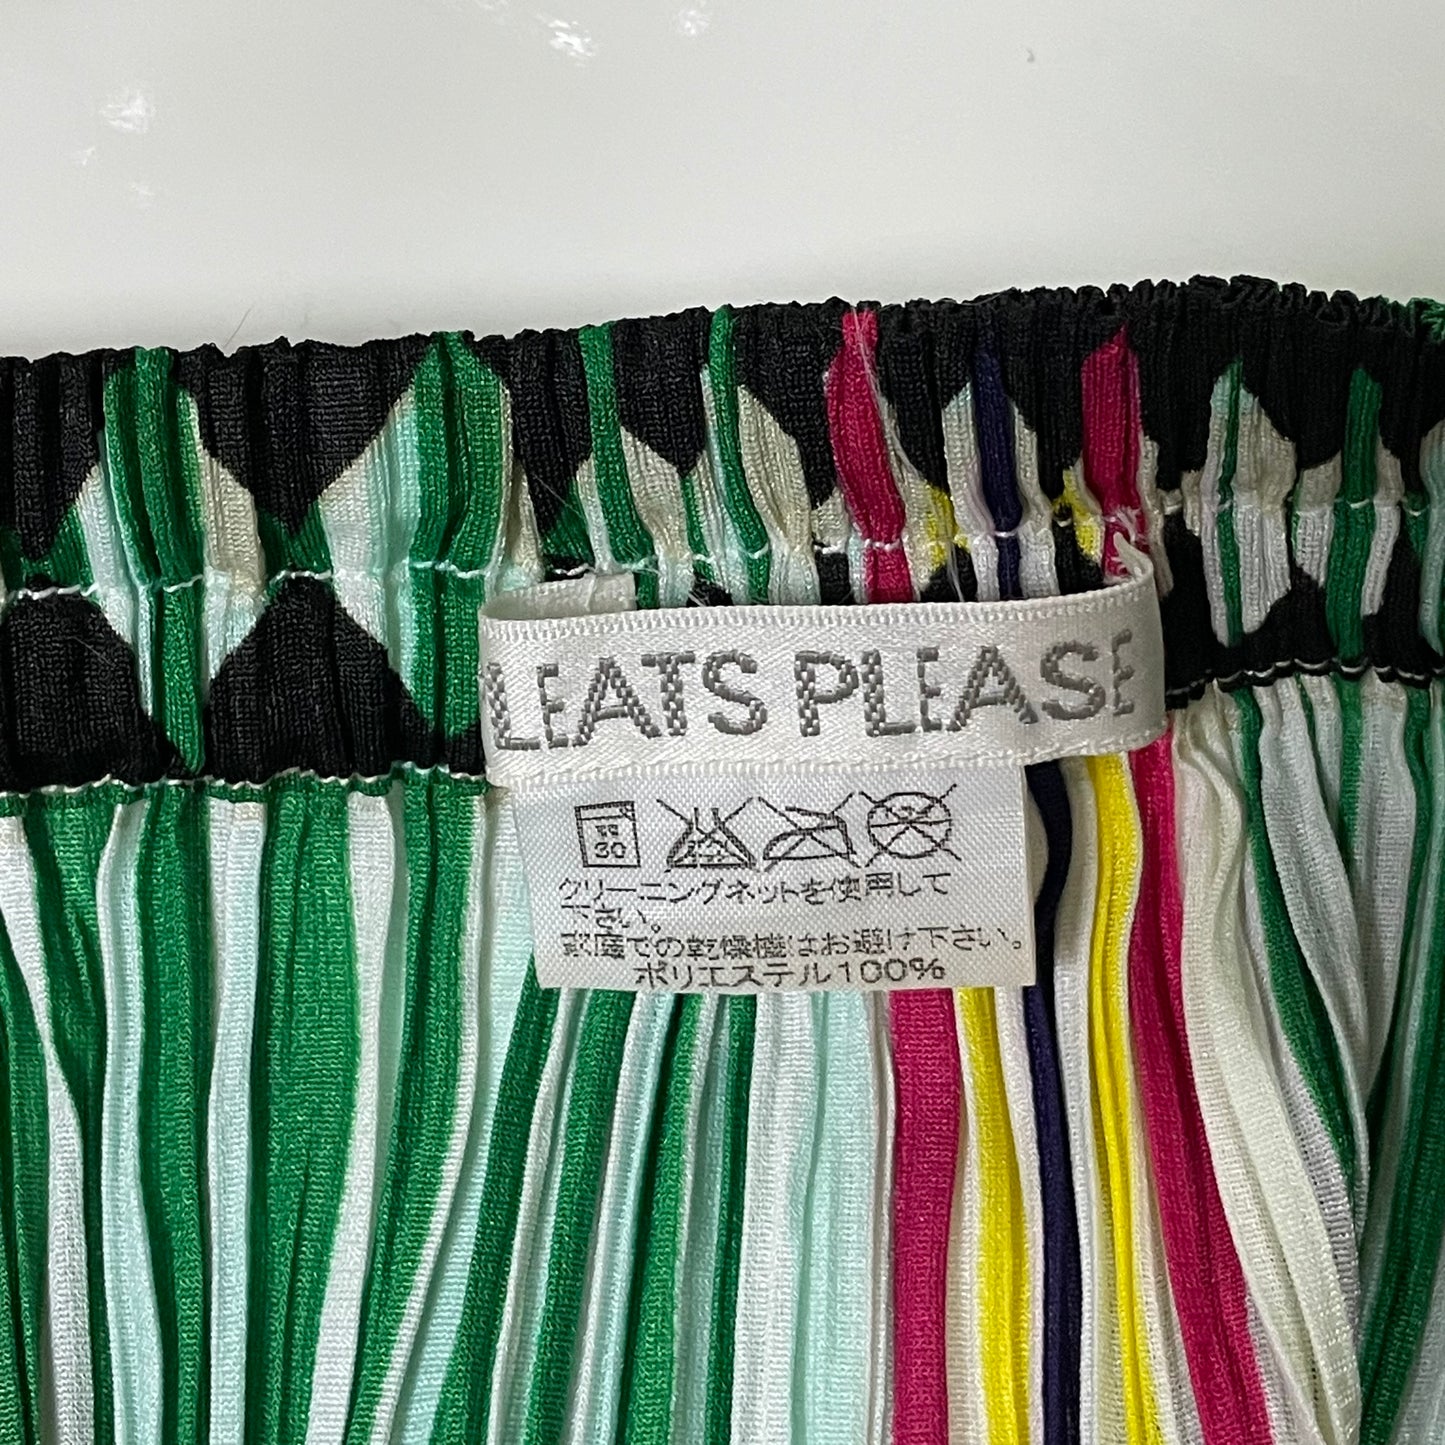 LEATS PLEASE
30
クリーニングネットを使用して
下さい。
家庭での乾燥機はお避け下さい。
ポリエステル100%